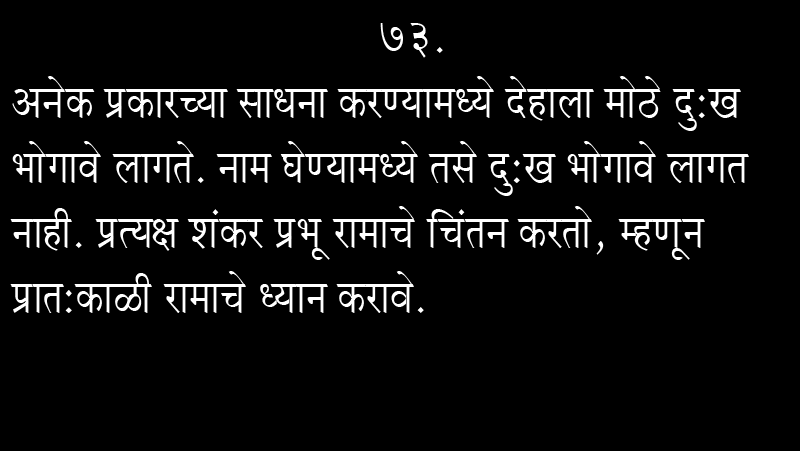 ७३.
अनेक प्रकारच्या साधना करण्यामध्ये देहाला मोठे दुःख
भोगावे लागते. नाम घेण्यामध्ये तसे दुःख भोगावे लागत
नाही. प्रत्यक्ष शंकर प्रभू रामाचे चिंतन करतो, म्हणून
प्रातःकाळी रामाचे ध्यान करावे.